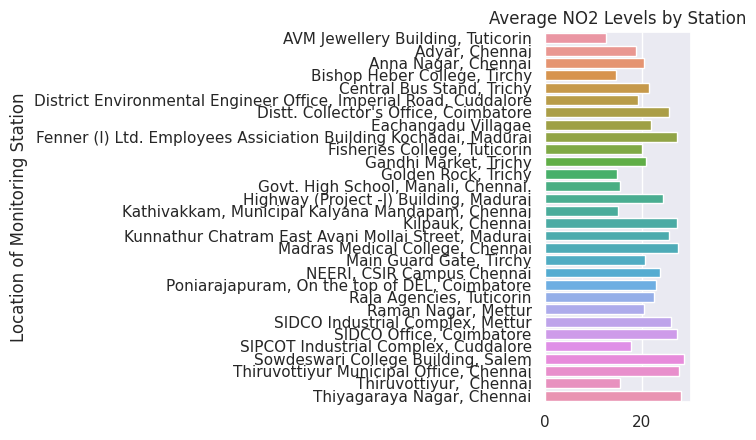 Average NO2 Levels by Station
Location of Monitoring Station
AVM Jewellery Building, Tuticorin
Adyar, Chennai
Anna Nagar, Chennai
Bishop Heber College, Tirchy
Central Bus Stand, Trichy
District Environmental Engineer Office, Imperial Road, Cuddalore
Distt. Collector's Office, Coimbatore
Eachangadu Villagae
Fenner (I) Ltd. Employees Assiciation Building Kochadai, Madurai
Fisheries College, Tuticorin
Gandhi Market, Trichy
Golden Rock, Trichy
Govt. High School, Manali, Chennai.
Highway (Project -I) Building, Madurai
Kathivakkam, Municipal Kalyana Mandapam, Chennai
Kilpauk, Chennai
Kunnathur Chatram East Avani Mollai Street, Madurai
Madras Medical College, Chennai
Main Guard Gate, Tirchy
NEERI, CSIR Campus Chennai
Poniarajapuram, On the top of DEL, Coimbatore
Raja Agencies, Tuticorin
Raman Nagar, Mettur
SIDCO Industrial Complex, Mettur
SIDCO Office, Coimbatore
SIPCOT Industrial Complex, Cuddalore
Sowdeswari College Building, Salem
Thiruvottiyur Municipal Office, Chennai
Thiruvottiyur,  Chennai
Thiyagaraya Nagar, Chennai
0 20